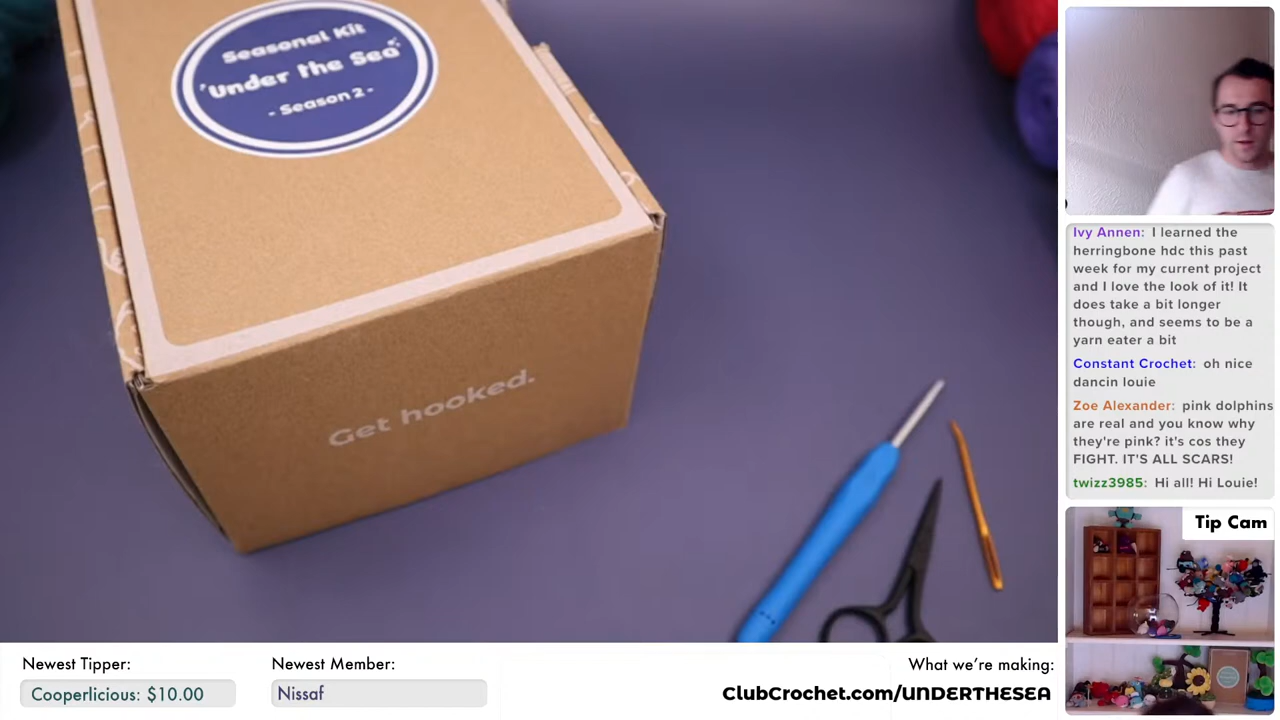 Seasonal Kit
'Under the Sea'
- Season 2 -
Get hooked.
Ivy Annen: I learned the
herringbone hdc this past
week for my current project
and I love the look of it! It
does take a bit longer
though, and seems to be a
yarn eater a bit
Constant Crochet: oh nice
dancin louie
Zoe Alexander: pink dolphins
are real and you know why
they're pink? it's cos they
FIGHT. IT'S ALL SCARS!
twizz3985: Hi all! Hi Louie!
Tip Cam
Newest Tipper:
Cooperlicious: $10.00
Newest Member:
Nissaf
What we're making:
ClubCrochet.com/UNDERTHESEA